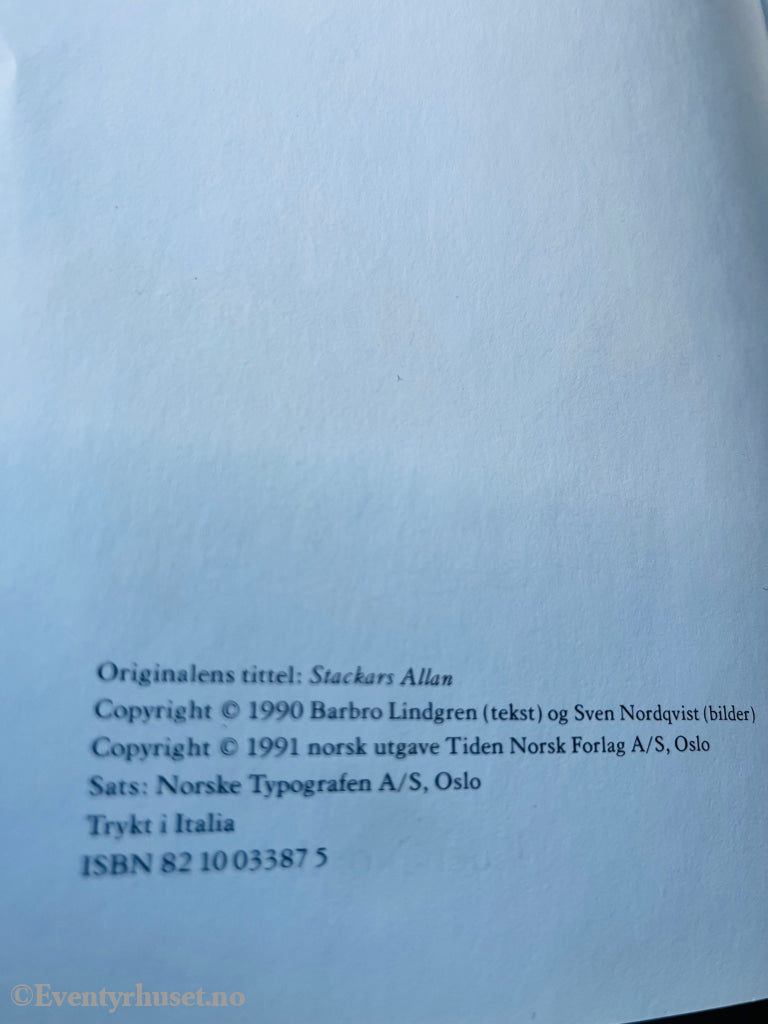 Originalens tittel: Stackars Allan
Copyright © 1990 Barbro Lindgren (tekst) og Sven Nordqvist (bilder)
Copyright © 1991 norsk utgave Tiden Norsk Forlag A/S, Oslo
Sats: Norske Typografen A/S, Oslo
Trykt i Italia
ISBN 82 10 03387 5
©Eventyrhuset.no